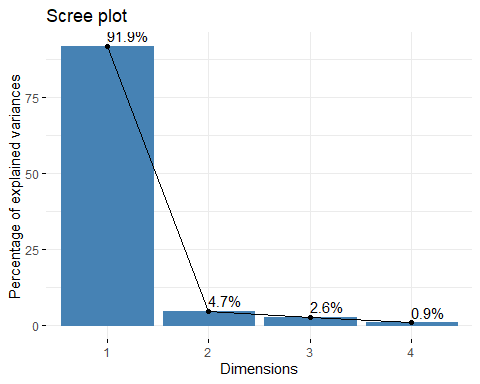 Scree plot
91.9%
4.7%
2.6%
0.9%
75
50
25
0
Percentage of explained variances
1 2 3 4
Dimensions